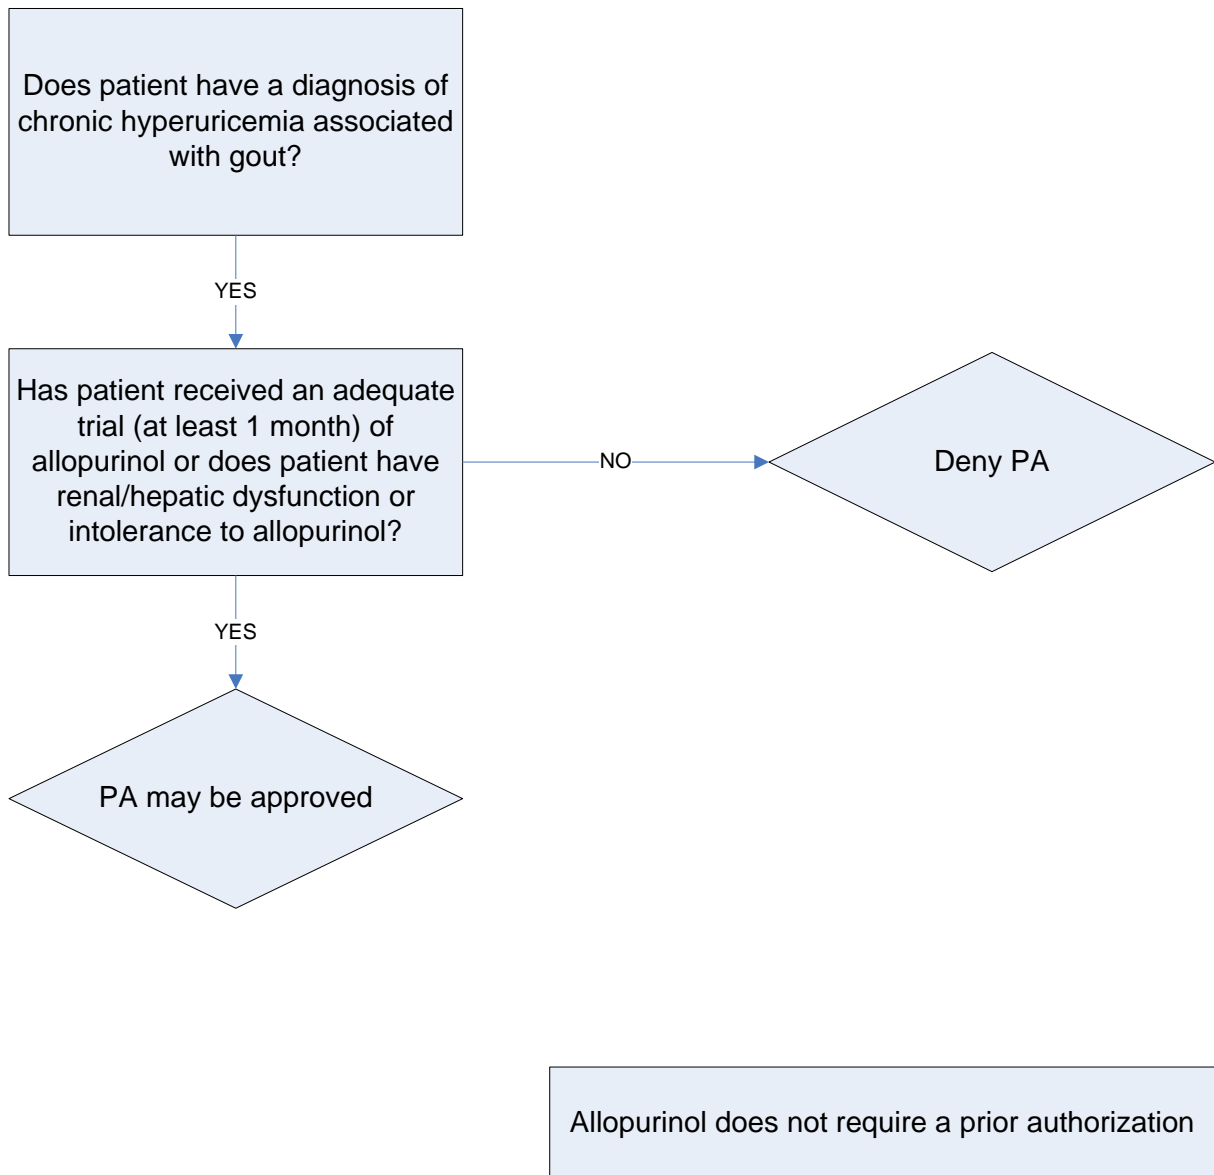 Does patient have a diagnosis of
chronic hyperuricemia associated
with gout?
YES
Has patient received an adequate
trial (at least 1 month) of
allopurinol or does patient have
renal/hepatic dysfunction or
intolerance to allopurinol?
NO
Deny PA
YES
PA may be approved
Allopurinol does not require a prior authorization